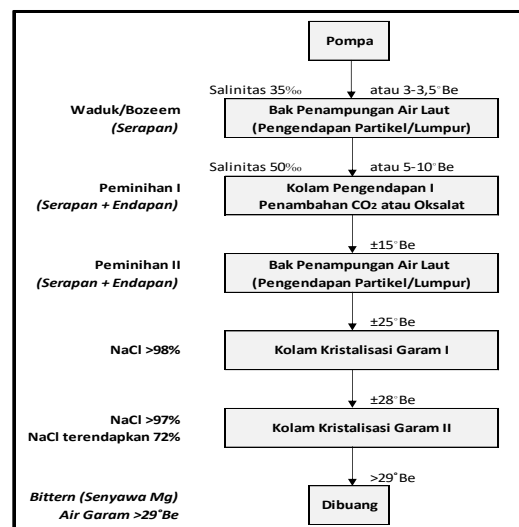 Pompa
Salinitas 35‰ atau 3-3,5°Be
Waduk/Bozeem
(Serapan)
Bak Penampungan Air Laut
(Pengendapan Partikel/Lumpur)
Salinitas 50‰ atau 5-10°Be
Peminihan I
(Serapan + Endapan)
Kolam Pengendapan I
Penambahan CO₂ atau Oksalat
±15°Be
Peminihan II
(Serapan + Endapan)
Bak Penampungan Air Laut
(Pengendapan Partikel/Lumpur)
±25°Be
NaCl >98%
Kolam Kristalisasi Garam I
±28°Be
NaCl >97%
NaCl terendapkan 72%
Kolam Kristalisasi Garam II
>29°Be
Bittern (Senyawa Mg)
Air Garam >29°Be
Dibuang